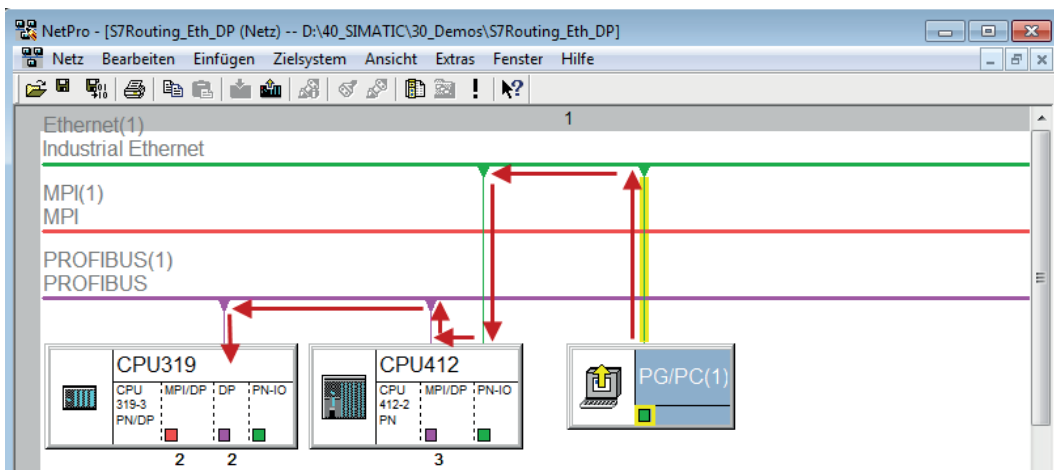 NetPro - [S7Routing_Eth_DP (Netz) -- D:\40_SIMATIC\30_Demos\S7Routing_Eth_DP]
Netz Bearbeiten Einfügen Zielsystem Ansicht Extras Fenster Hilfe
1
Ethernet(1)
Industrial Ethernet
MPI(1)
MPI
PROFIBUS(1)
PROFIBUS
CPU319
CPU 319-3 PN/DP
MPI/DP
DP
PN-IO
2
2
CPU412
CPU 412-2 PN
MPI/DP
PN-IO
3
PG/PC(1)